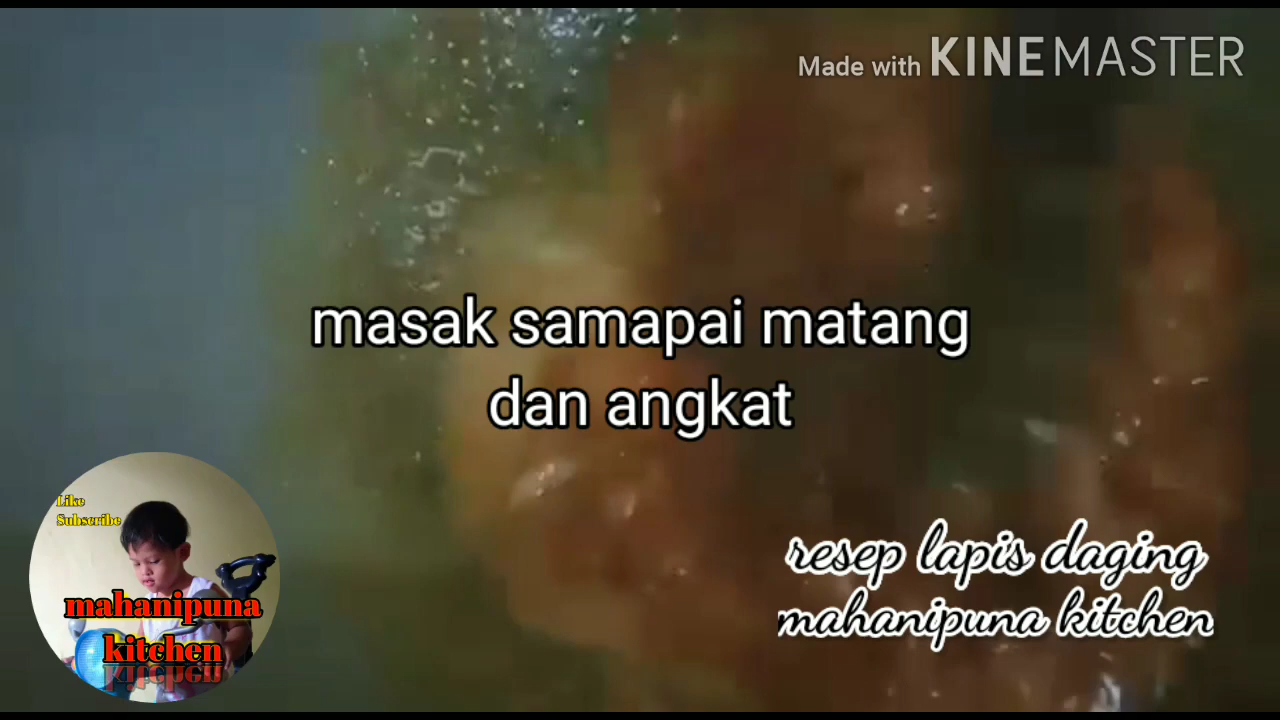 Made with KINEMASTER
masak samapai matang
dan angkat
Like
Subscribe
mahanipuna
kitchen
resep lapis daging
mahanipuna kitchen